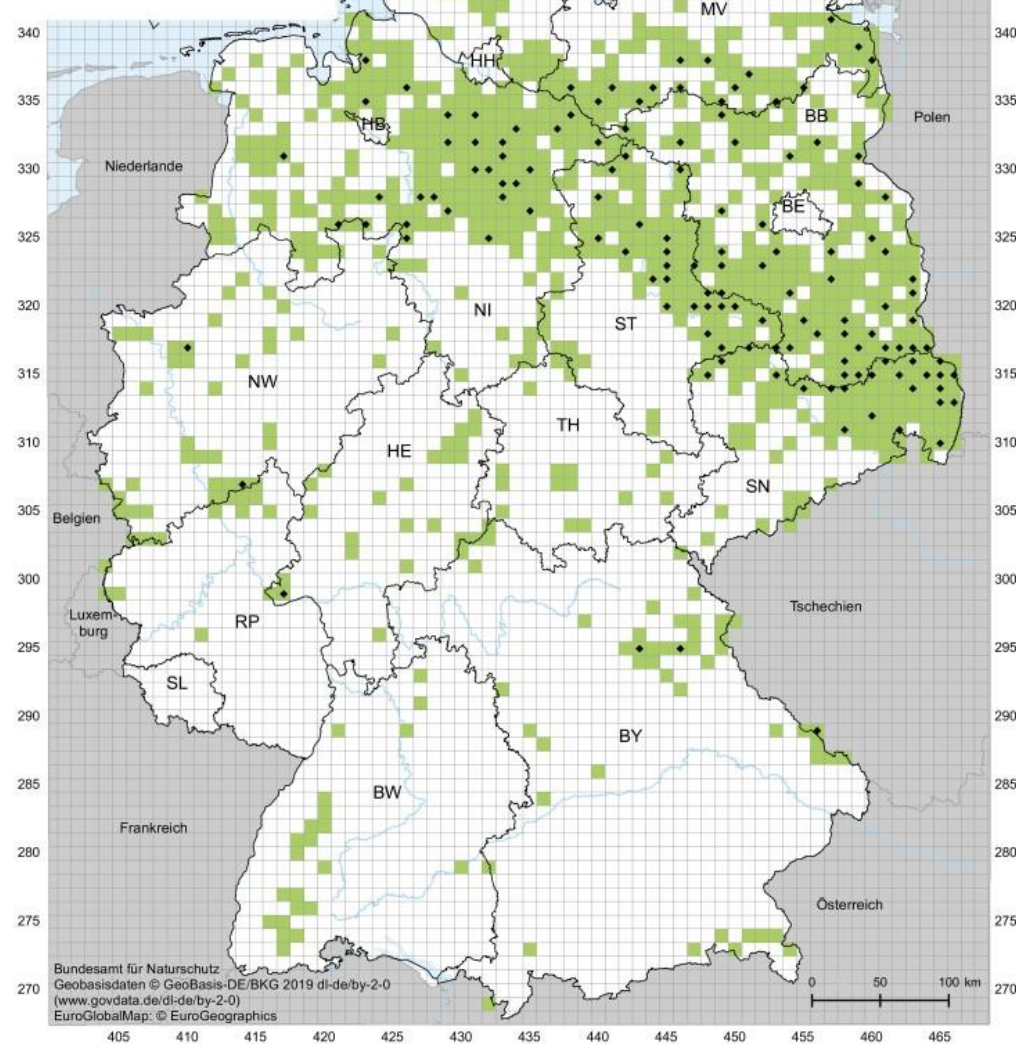 MV
340 340
HH
335 335
HB BB
Polen
Niederlande
330 330
BE
325 325
320 320
NI ST
315 315
NW
TH
310 310
HE
SN
305 305
Belgien
300 300
Luxem-
burg
RP
Tschechien
295 295
SL
290 290
BY
285 285
BW
Frankreich
280 280
Österreich
275 275
Bundesamt für Naturschutz
Geobasisdaten © GeoBasis-DE/BKG 2019 dl-de/by-2-0
0 50 100 km
270 270
(www.govdata.de/dl-de/by-2-0)
EuroGlobalMap: © EuroGeographics
405 410 415 420 425 430 435 440 445 450 455 460 465